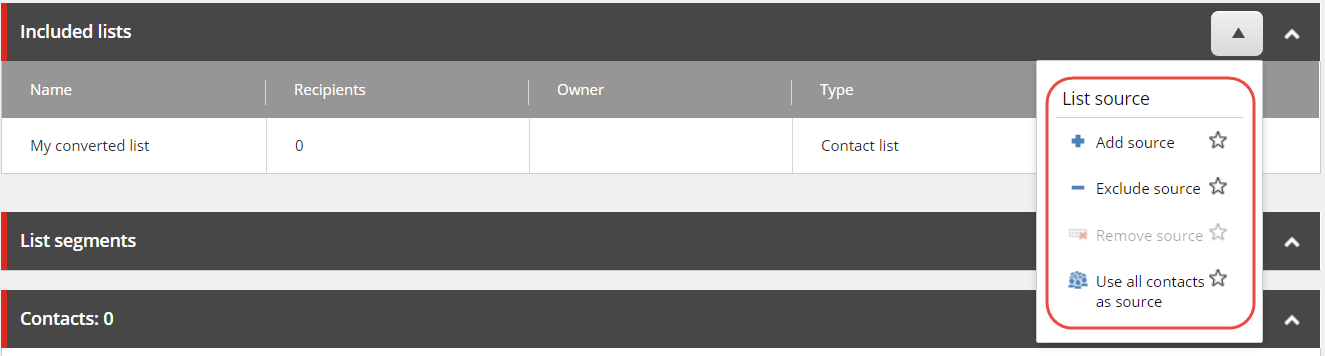 Included lists
Name Recipients Owner Type
My converted list 0 Contact list
List segments
Contacts: 0
List source
Add source
Exclude source
Remove source
Use all contacts
as source